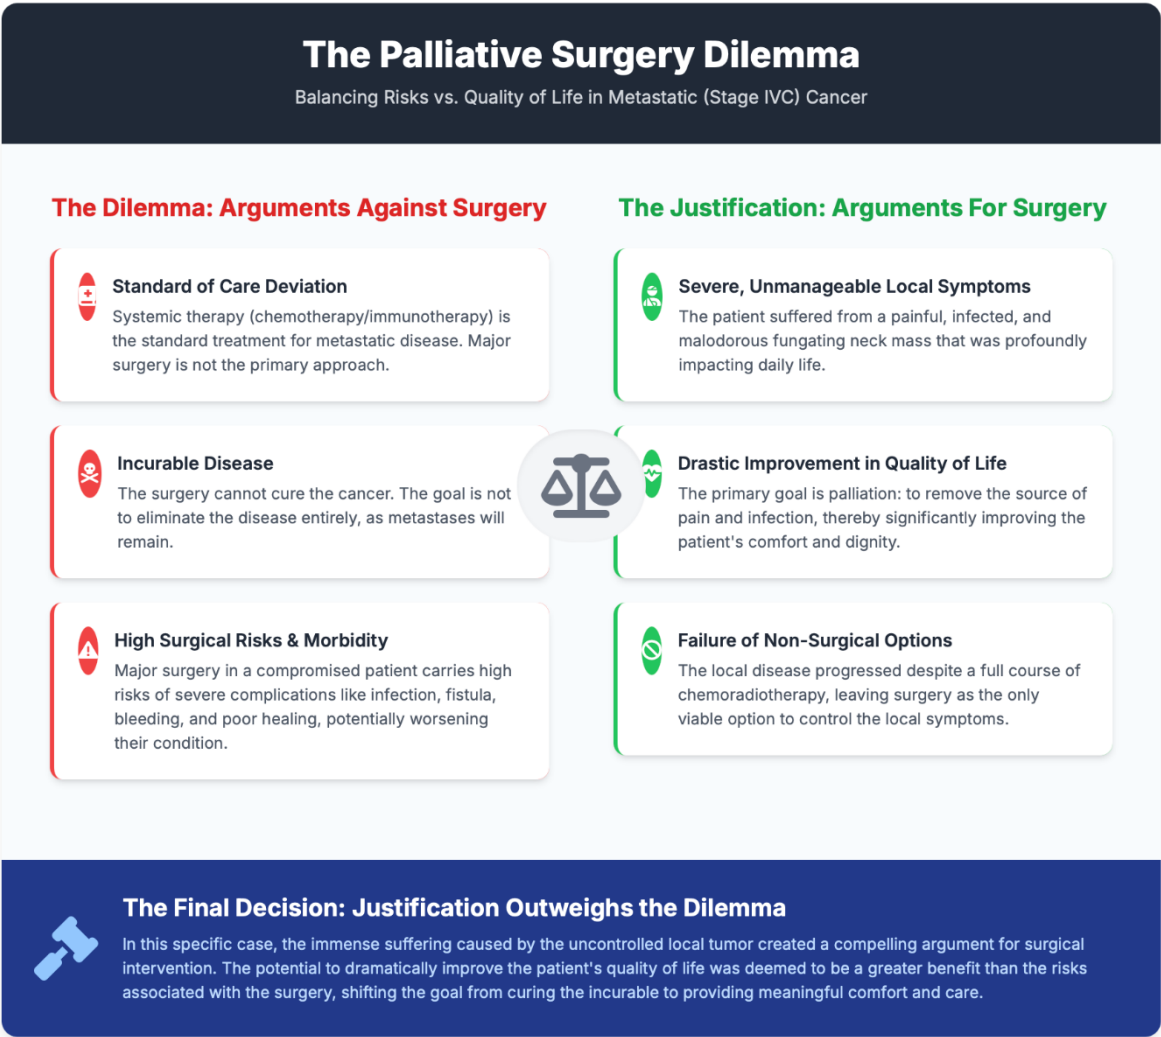 The Palliative Surgery Dilemma
Balancing Risks vs. Quality of Life in Metastatic (Stage IVC) Cancer
The Dilemma: Arguments Against Surgery
Standard of Care Deviation
Systemic therapy (chemotherapy/immunotherapy) is
the standard treatment for metastatic disease. Major
surgery is not the primary approach.
Incurable Disease
The surgery cannot cure the cancer. The goal is not
to eliminate the disease entirely, as metastases will
remain.
High Surgical Risks & Morbidity
Major surgery in a compromised patient carries high
risks of severe complications like infection, fistula,
bleeding, and poor healing, potentially worsening
their condition.
The Justification: Arguments For Surgery
Severe, Unmanageable Local Symptoms
The patient suffered from a painful, infected, and
malodorous fungating neck mass that was profoundly
impacting daily life.
Drastic Improvement in Quality of Life
The primary goal is palliation: to remove the source of
pain and infection, thereby significantly improving the
patient's comfort and dignity.
Failure of Non-Surgical Options
The local disease progressed despite a full course of
chemoradiotherapy, leaving surgery as the only
viable option to control the local symptoms.
The Final Decision: Justification Outweighs the Dilemma
In this specific case, the immense suffering caused by the uncontrolled local tumor created a compelling argument for surgical
intervention. The potential to dramatically improve the patient's quality of life was deemed to be a greater benefit than the risks
associated with the surgery, shifting the goal from curing the incurable to providing meaningful comfort and care.